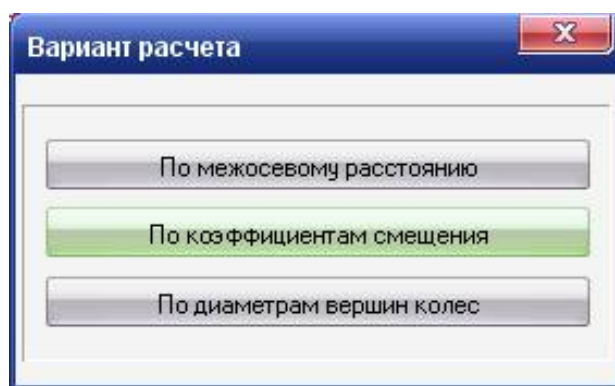 Вариант расчета
По межосевому расстоянию
По коэффициентам смещения
По диаметрам вершин колес